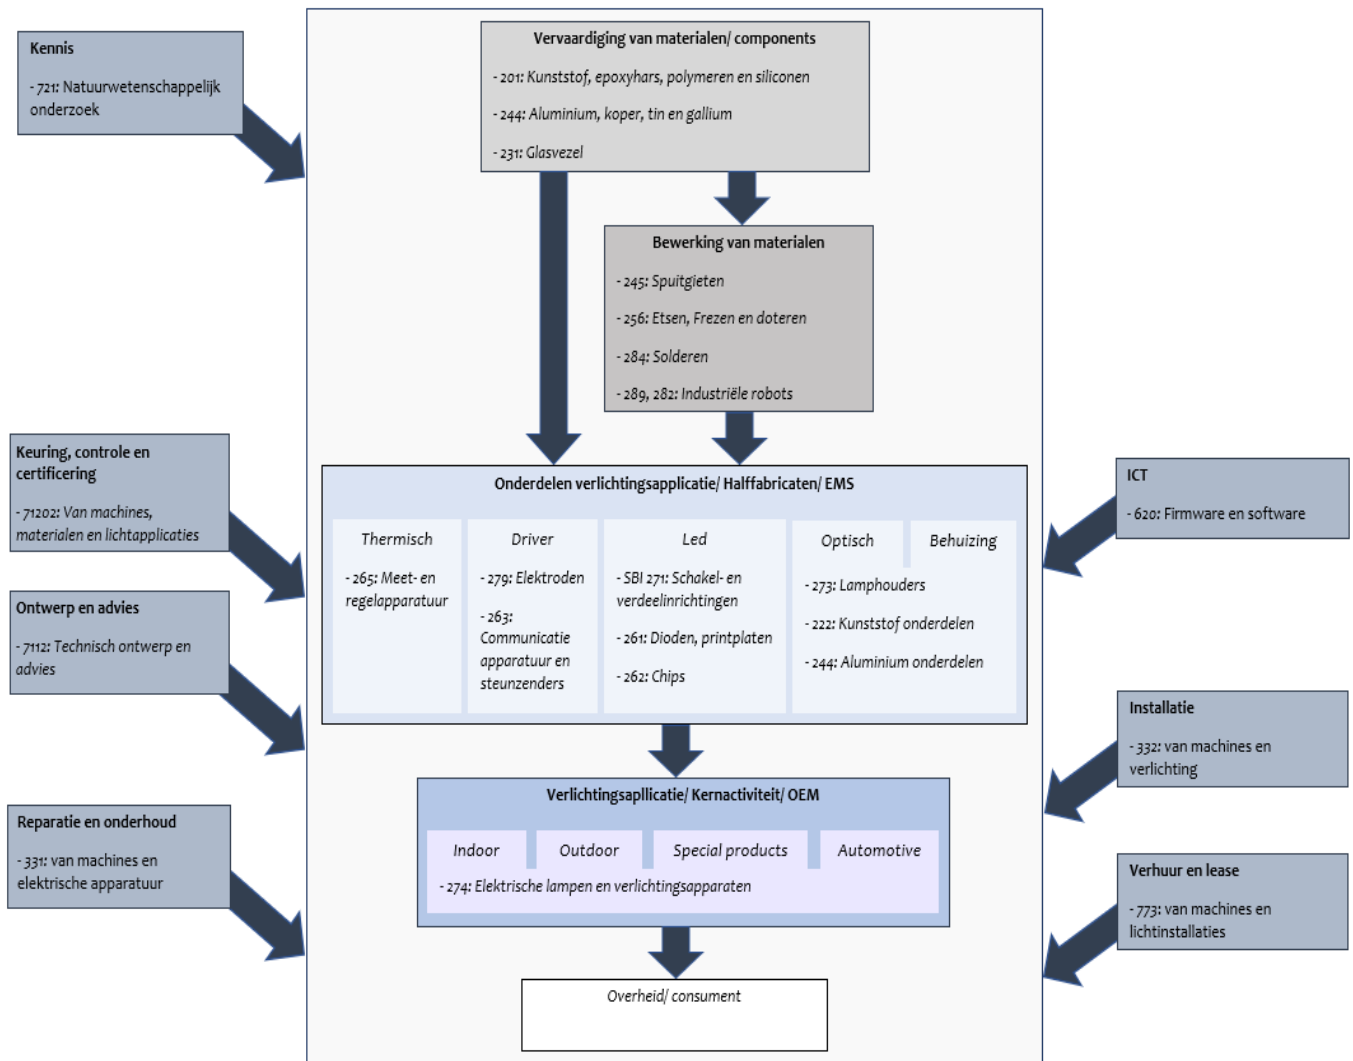 Kennis
- 721: Natuurwetenschappelijk
onderzoek
Vervaardiging van materialen/ components
- 201: Kunststof, epoxyhars, polymeren en siliconen
- 244: Aluminium, koper, tin en gallium
- 231: Glasvezel
Bewerking van materialen
- 245: Spuitgieten
- 256: Etsen, Frezen en doteren
- 284: Solderen
- 289, 282: Industriële robots
Keuring, controle en
certificering
- 71202: Van machines,
materialen en lichtapplicaties
Ontwerp en advies
- 7112: Technisch ontwerp en
advies
Reparatie en onderhoud
- 331: van machines en
elektrische apparatuur
Onderdelen verlichtingsapplicatie/ Halffabricaten/ EMS
Thermisch
- 265: Meet- en
regelapparatuur
Driver
- 279: Elektroden
- 263:
Communicatie
apparatuur en
steunzenders
Led
- SBI 271: Schakel- en
verdeelinrichtingen
- 261: Dioden, printplaten
- 262: Chips
Optisch
Behuizing
- 273: Lamphouders
- 222: Kunststof onderdelen
- 244: Aluminium onderdelen
Verlichtingsapllicatie/ Kernactiviteit/ OEM
Indoor
Outdoor
Special products
Automotive
- 274: Elektrische lampen en verlichtingsapparaten
Overheid/ consument
ICT
- 620: Firmware en software
Installatie
- 332: van machines en
verlichting
Verhuur en lease
- 773: van machines en
lichtinstallaties